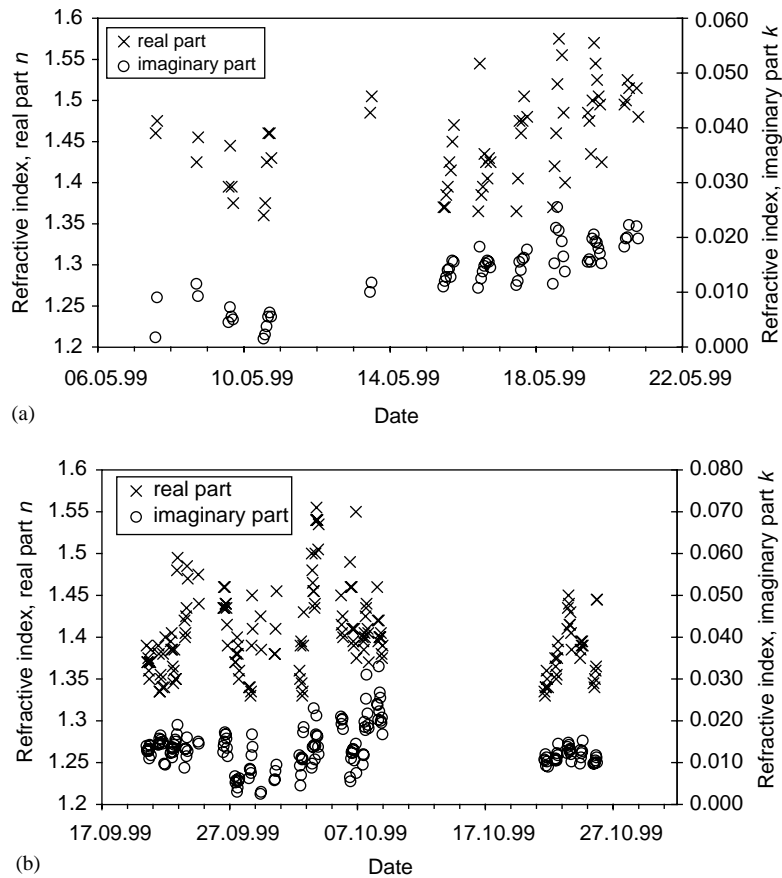 1.6
1.55
1.5
1.45
1.4
1.35
1.3
1.25
1.2
Refractive index, real part n
× real part
○ imaginary part
0.060
0.050
0.040
0.030
0.020
0.010
0.000
Refractive index, imaginary part k
06.05.99 10.05.99 14.05.99 18.05.99 22.05.99
(a) Date
1.6
1.55
1.5
1.45
1.4
1.35
1.3
1.25
1.2
Refractive index, real part n
× real part
○ imaginary part
0.080
0.070
0.060
0.050
0.040
0.030
0.020
0.010
0.000
Refractive index, imaginary part k
17.09.99 27.09.99 07.10.99 17.10.99 27.10.99
(b) Date